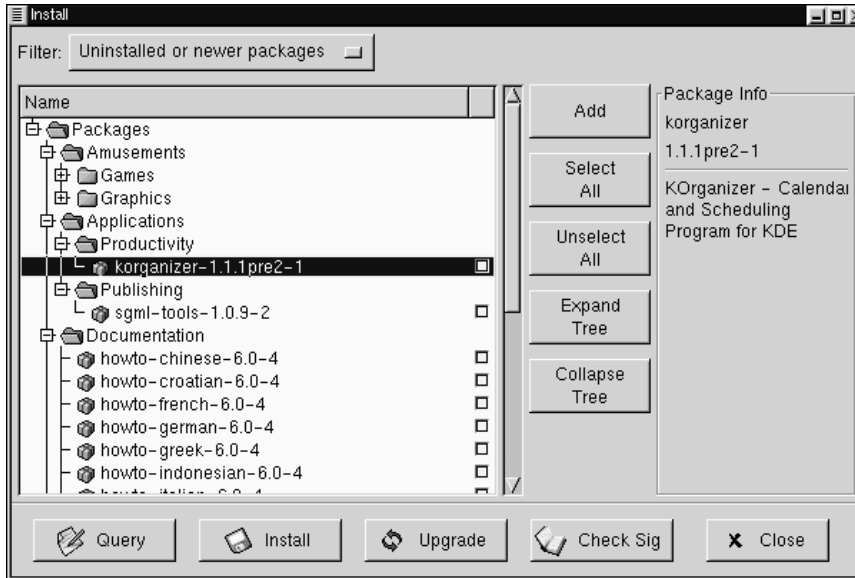 Install
Filter: Uninstalled or newer packages
Name
Packages
Amusements
Games
Graphics
Applications
Productivity
korganizer-1.1.1pre2-1
Publishing
sgml-tools-1.0.9-2
Documentation
howto-chinese-6.0-4
howto-croatian-6.0-4
howto-french-6.0-4
howto-german-6.0-4
howto-greek-6.0-4
howto-indonesian-6.0-4
Add
Select
All
Unselect
All
Expand
Tree
Collapse
Tree
Package Info
korganizer
1.1.1pre2-1
KOrganizer - Calendar
and Scheduling
Program for KDE
Query
Install
Upgrade
Check Sig
Close